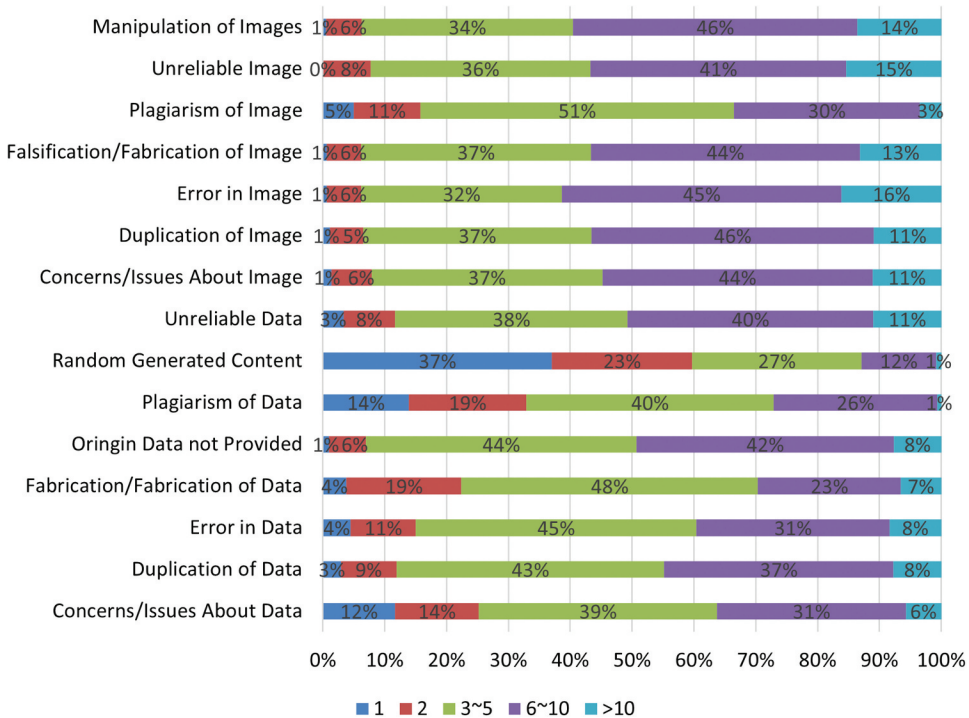 Manipulation of Images 1% 6% 34% 46% 14%
Unreliable Image 0% 8% 36% 41% 15%
Plagiarism of Image 5% 11% 51% 30% 3%
Falsification/Fabrication of Image 1% 6% 37% 44% 13%
Error in Image 1% 6% 32% 45% 16%
Duplication of Image 1% 5% 37% 46% 11%
Concerns/Issues About Image 1% 6% 37% 44% 11%
Unreliable Data 3% 8% 38% 40% 11%
Random Generated Content 37% 23% 27% 12% 1%
Plagiarism of Data 14% 19% 40% 26% 1%
Oringin Data not Provided 1% 6% 44% 42% 8%
Fabrication/Fabrication of Data 4% 19% 48% 23% 7%
Error in Data 4% 11% 45% 31% 8%
Duplication of Data 3% 9% 43% 37% 8%
Concerns/Issues About Data 12% 14% 39% 31% 6%
0% 10% 20% 30% 40% 50% 60% 70% 80% 90% 100%
1 2 3~5 6~10 >10